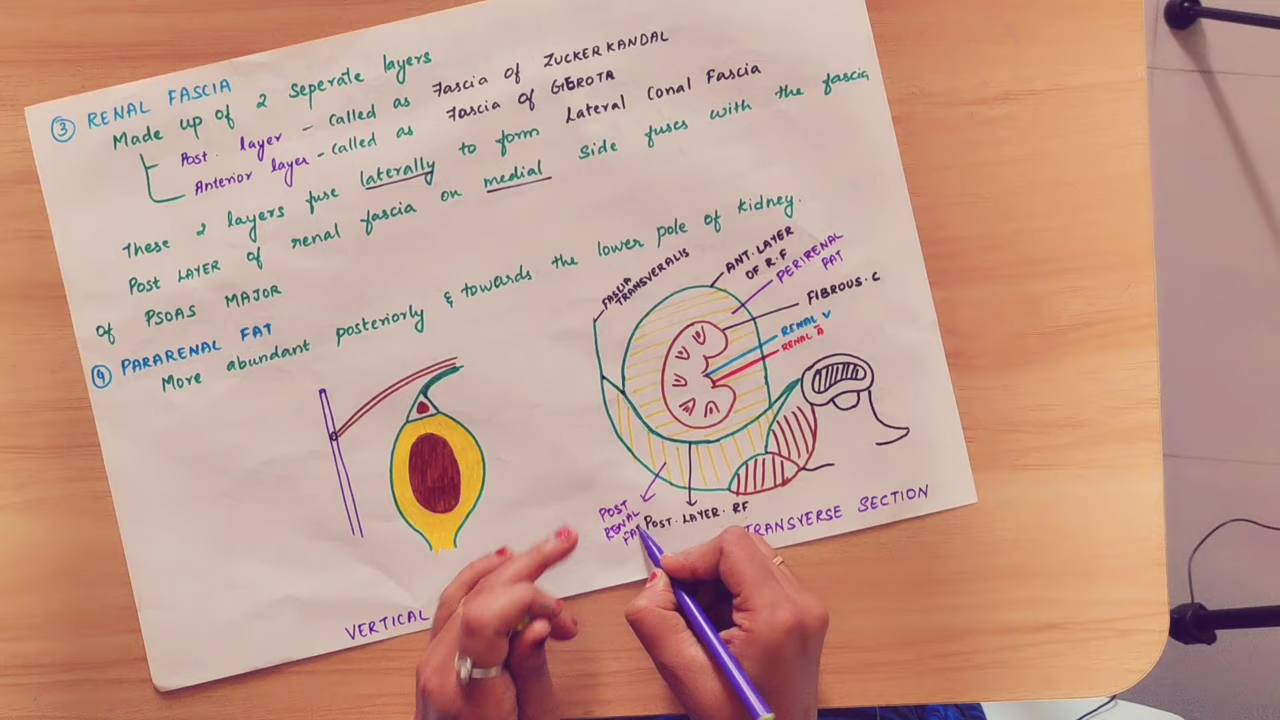 ③ RENAL FASCIA
Made up of 2 seperate layers
Post. layer - called as Fascia of ZUCKERKANDAL
Anterior layer - called as Fascia of GEROTA
These 2 layers fuse laterally to form Lateral Conal Fascia
Post LAYER of renal fascia on medial side fuses with the fascia
of PSOAS MAJOR
④ PARARENAL FAT
More abundant posteriorly & towards the lower pole of kidney.
FASCIA
TRANSVERALIS
ANT. LAYER
OF R.F
PERIRENAL
FAT
FIBROUS. C
RENAL V
RENAL A
POST
RENAL
POST. LAYER. RF
TRANSVERSE SECTION
VERTICAL